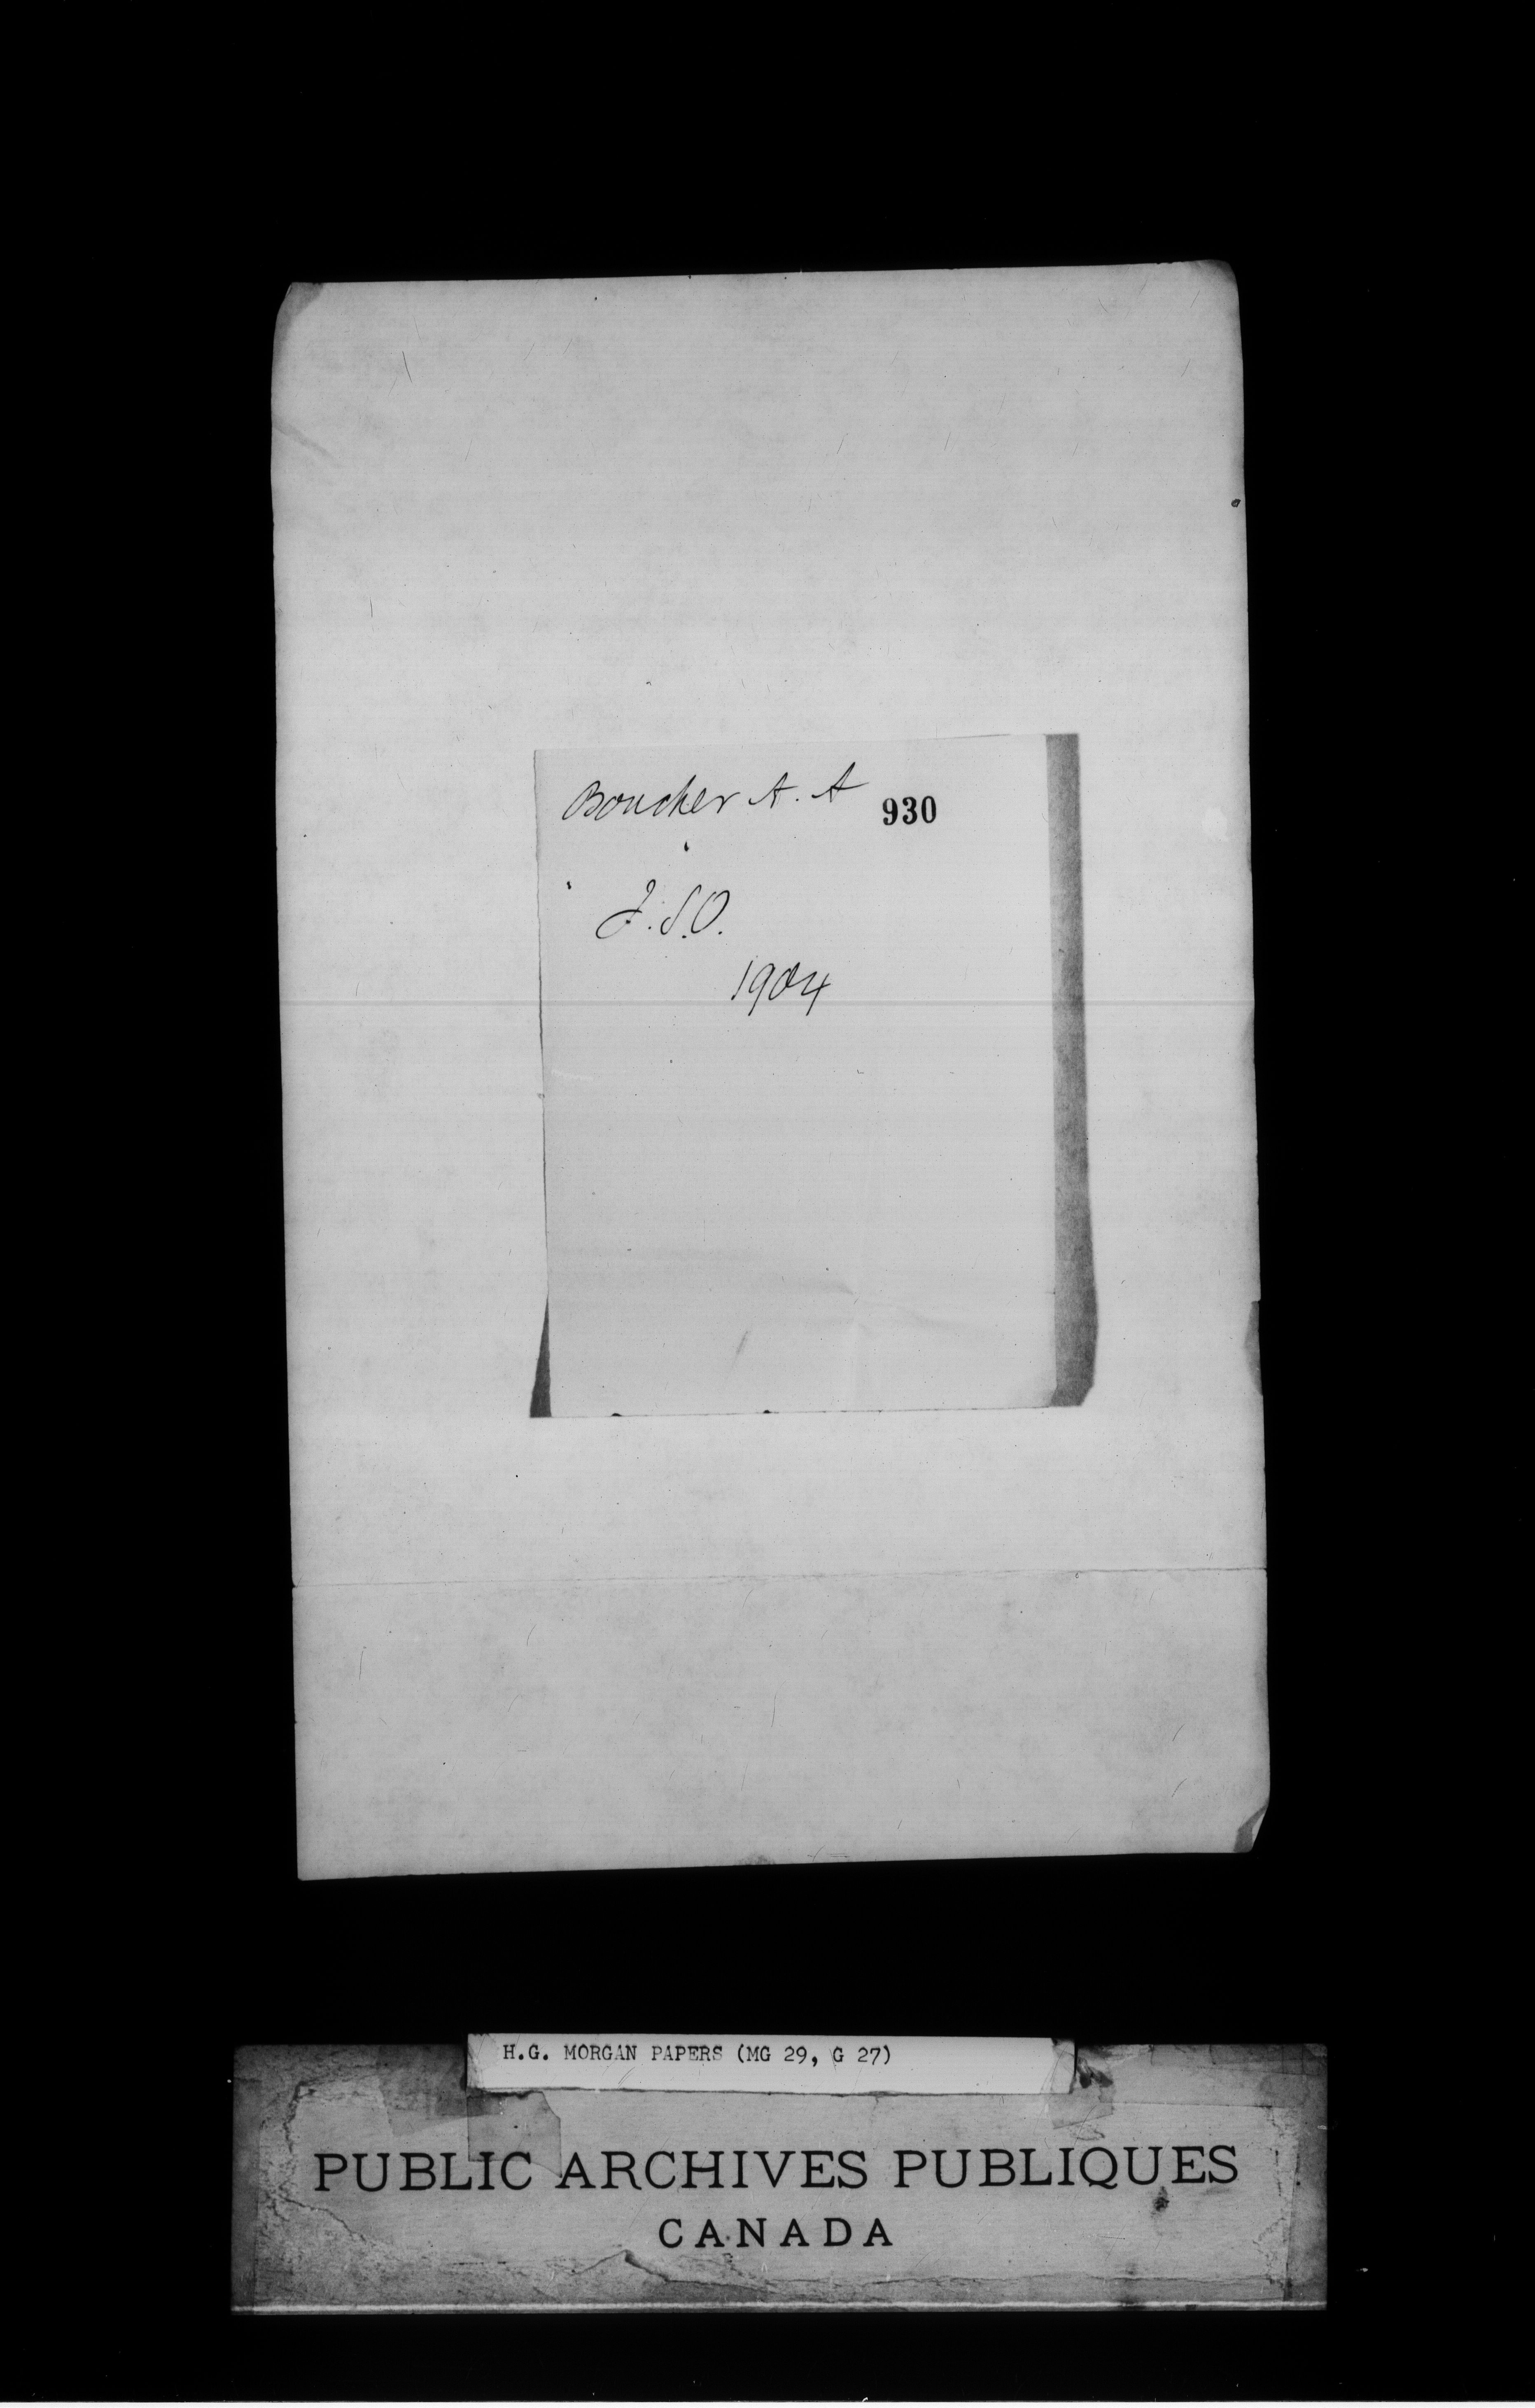 Boucher A. A
930
I.S.O.
1904
H.G. MORGAN PAPERS (MG 29, G 27)
PUBLIC ARCHIVES PUBLIQUES
CANADA